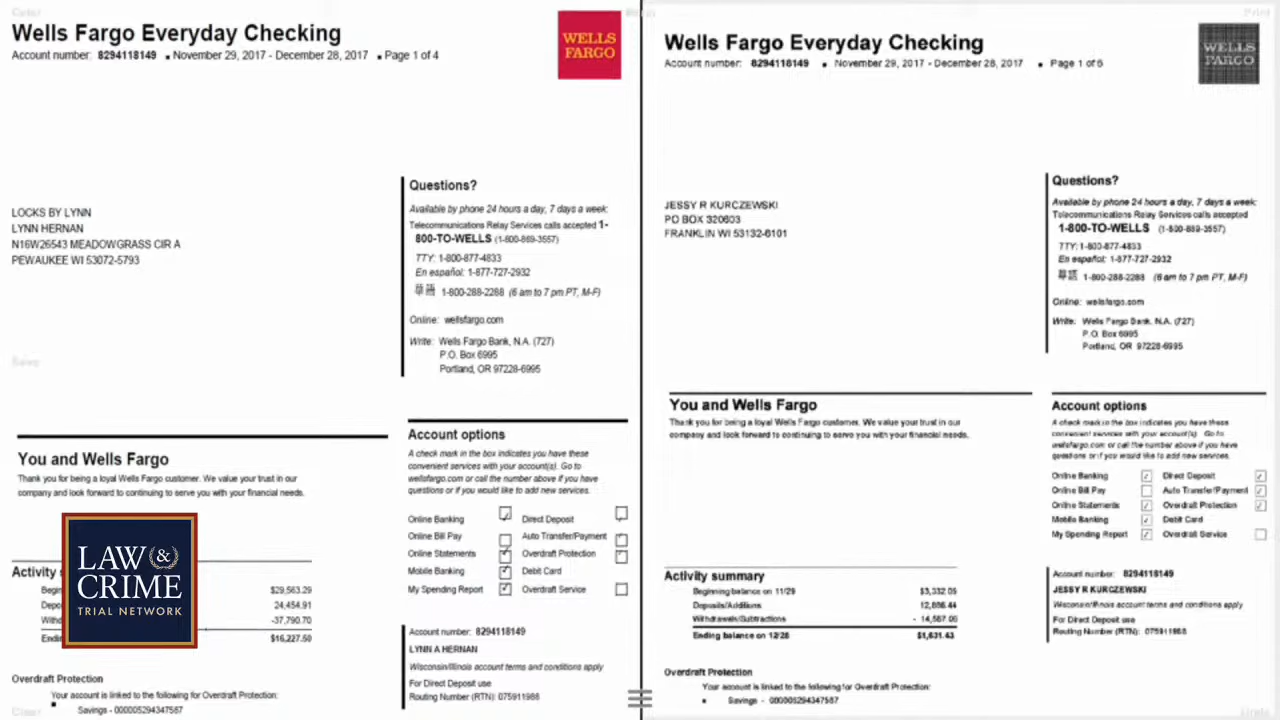 Wells Fargo Everyday Checking
Account number: 8294118149 ▪ November 29, 2017 - December 28, 2017 ▪ Page 1 of 4
WELLS
FARGO
LOCKS BY LYNN
LYNN HERNAN
N16W26543 MEADOWGRASS CIR A
PEWAUKEE WI 53072-5793
Questions?
Available by phone 24 hours a day, 7 days a week:
Telecommunications Relay Services calls accepted 1-
800-TO-WELLS (1-800-869-3557)
TTY: 1-800-877-4833
En español: 1-877-727-2932
華語 1-800-288-2288 (6 am to 7 pm PT, M-F)
Online: wellsfargo.com
Write: Wells Fargo Bank, N.A. (727)
P.O. Box 6995
Portland, OR 97228-6995
Save
You and Wells Fargo
Thank you for being a loyal Wells Fargo customer. We value your trust in our
company and look forward to continuing to serve you with your financial needs.
Account options
A check mark in the box indicates you have these
convenient services with your account(s). Go to
wellsfargo.com or call the number above if you have
questions or if you would like to add new services.
Online Banking Direct Deposit
Online Bill Pay Auto Transfer/Payment
Online Statements Overdraft Protection
Mobile Banking Debit Card
My Spending Report Overdraft Service
LAW &
CRIME
TRIAL NETWORK
Activity s
Begin $29,563.29
Depo 24,454.91
Withd -37,790.70
Endin $16,227.50
Account number: 8294118149
LYNN A HERNAN
Wisconsin/Illinois account terms and conditions apply
For Direct Deposit use
Routing Number (RTN): 075911988
Overdraft Protection
Your account is linked to the following for Overdraft Protection:
▪ Savings - 000005294347587
Clear
Wells Fargo Everyday Checking
Account number: 8294118149 ▪ November 29, 2017 - December 28, 2017 ▪ Page 1 of 6
WELLS
FARGO
Print
JESSY R KURCZEWSKI
PO BOX 320603
FRANKLIN WI 53132-6101
Questions?
Available by phone 24 hours a day, 7 days a week:
Telecommunications Relay Services calls accepted
1-800-TO-WELLS (1-800-869-3557)
TTY: 1-800-877-4833
En español: 1-877-727-2932
華語 1-800-288-2288 (6 am to 7 pm PT, M-F)
Online: wellsfargo.com
Write: Wells Fargo Bank, N.A. (727)
P.O. Box 6995
Portland, OR 97228-6995
You and Wells Fargo
Thank you for being a loyal Wells Fargo customer. We value your trust in our
company and look forward to continuing to serve you with your financial needs.
Account options
A check mark in the box indicates you have these
convenient services with your account(s). Go to
wellsfargo.com or call the number above if you have
questions or if you would like to add new services.
Online Banking Direct Deposit
Online Bill Pay Auto Transfer/Payment
Online Statements Overdraft Protection
Mobile Banking Debit Card
My Spending Report Overdraft Service
Activity summary
Beginning balance on 11/29 $3,332.05
Deposits/Additions
Withdrawals/Subtractions
Ending balance on 12/28 $1,631.43
Account number: 8294118149
JESSY R KURCZEWSKI
Wisconsin/Illinois account terms and conditions apply
For Direct Deposit use
Routing Number (RTN): 075911988
Overdraft Protection
Your account is linked to the following for Overdraft Protection:
▪ Savings - 000005294347587
Undo